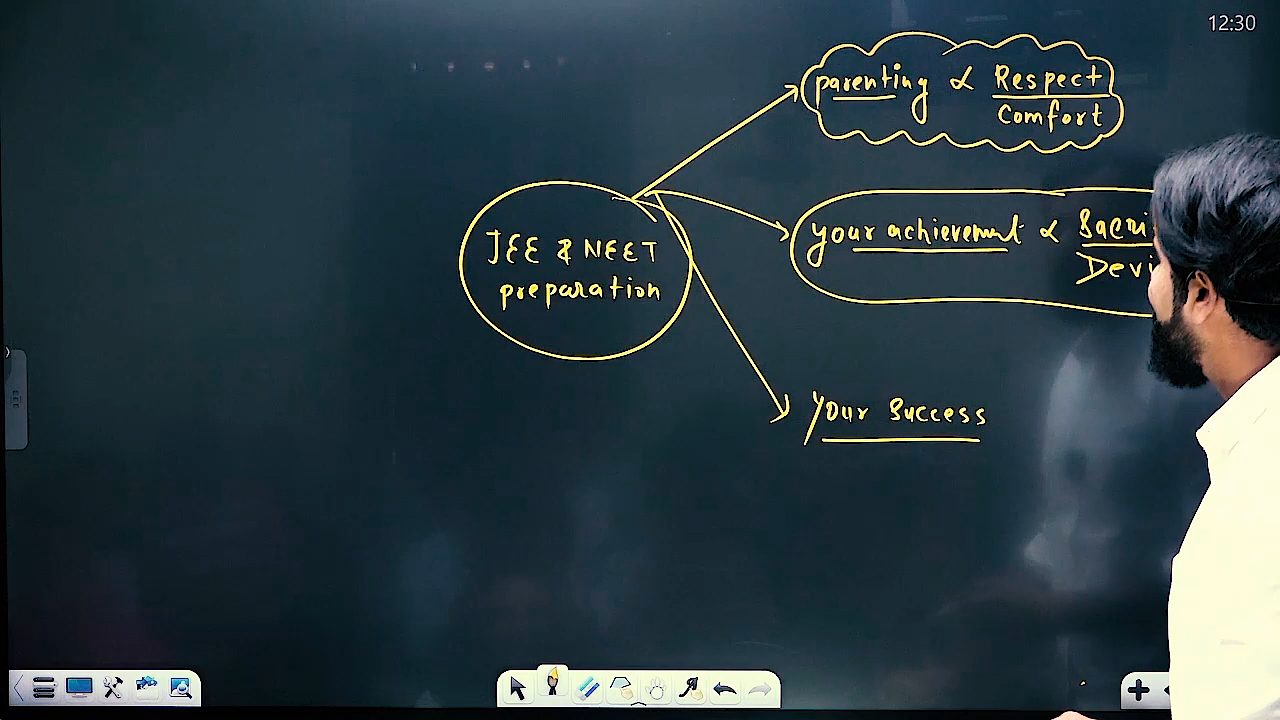 12:30
parenting ∝ Respect
Comfort
your achievement ∝
JEE & NEET
preparation
your success